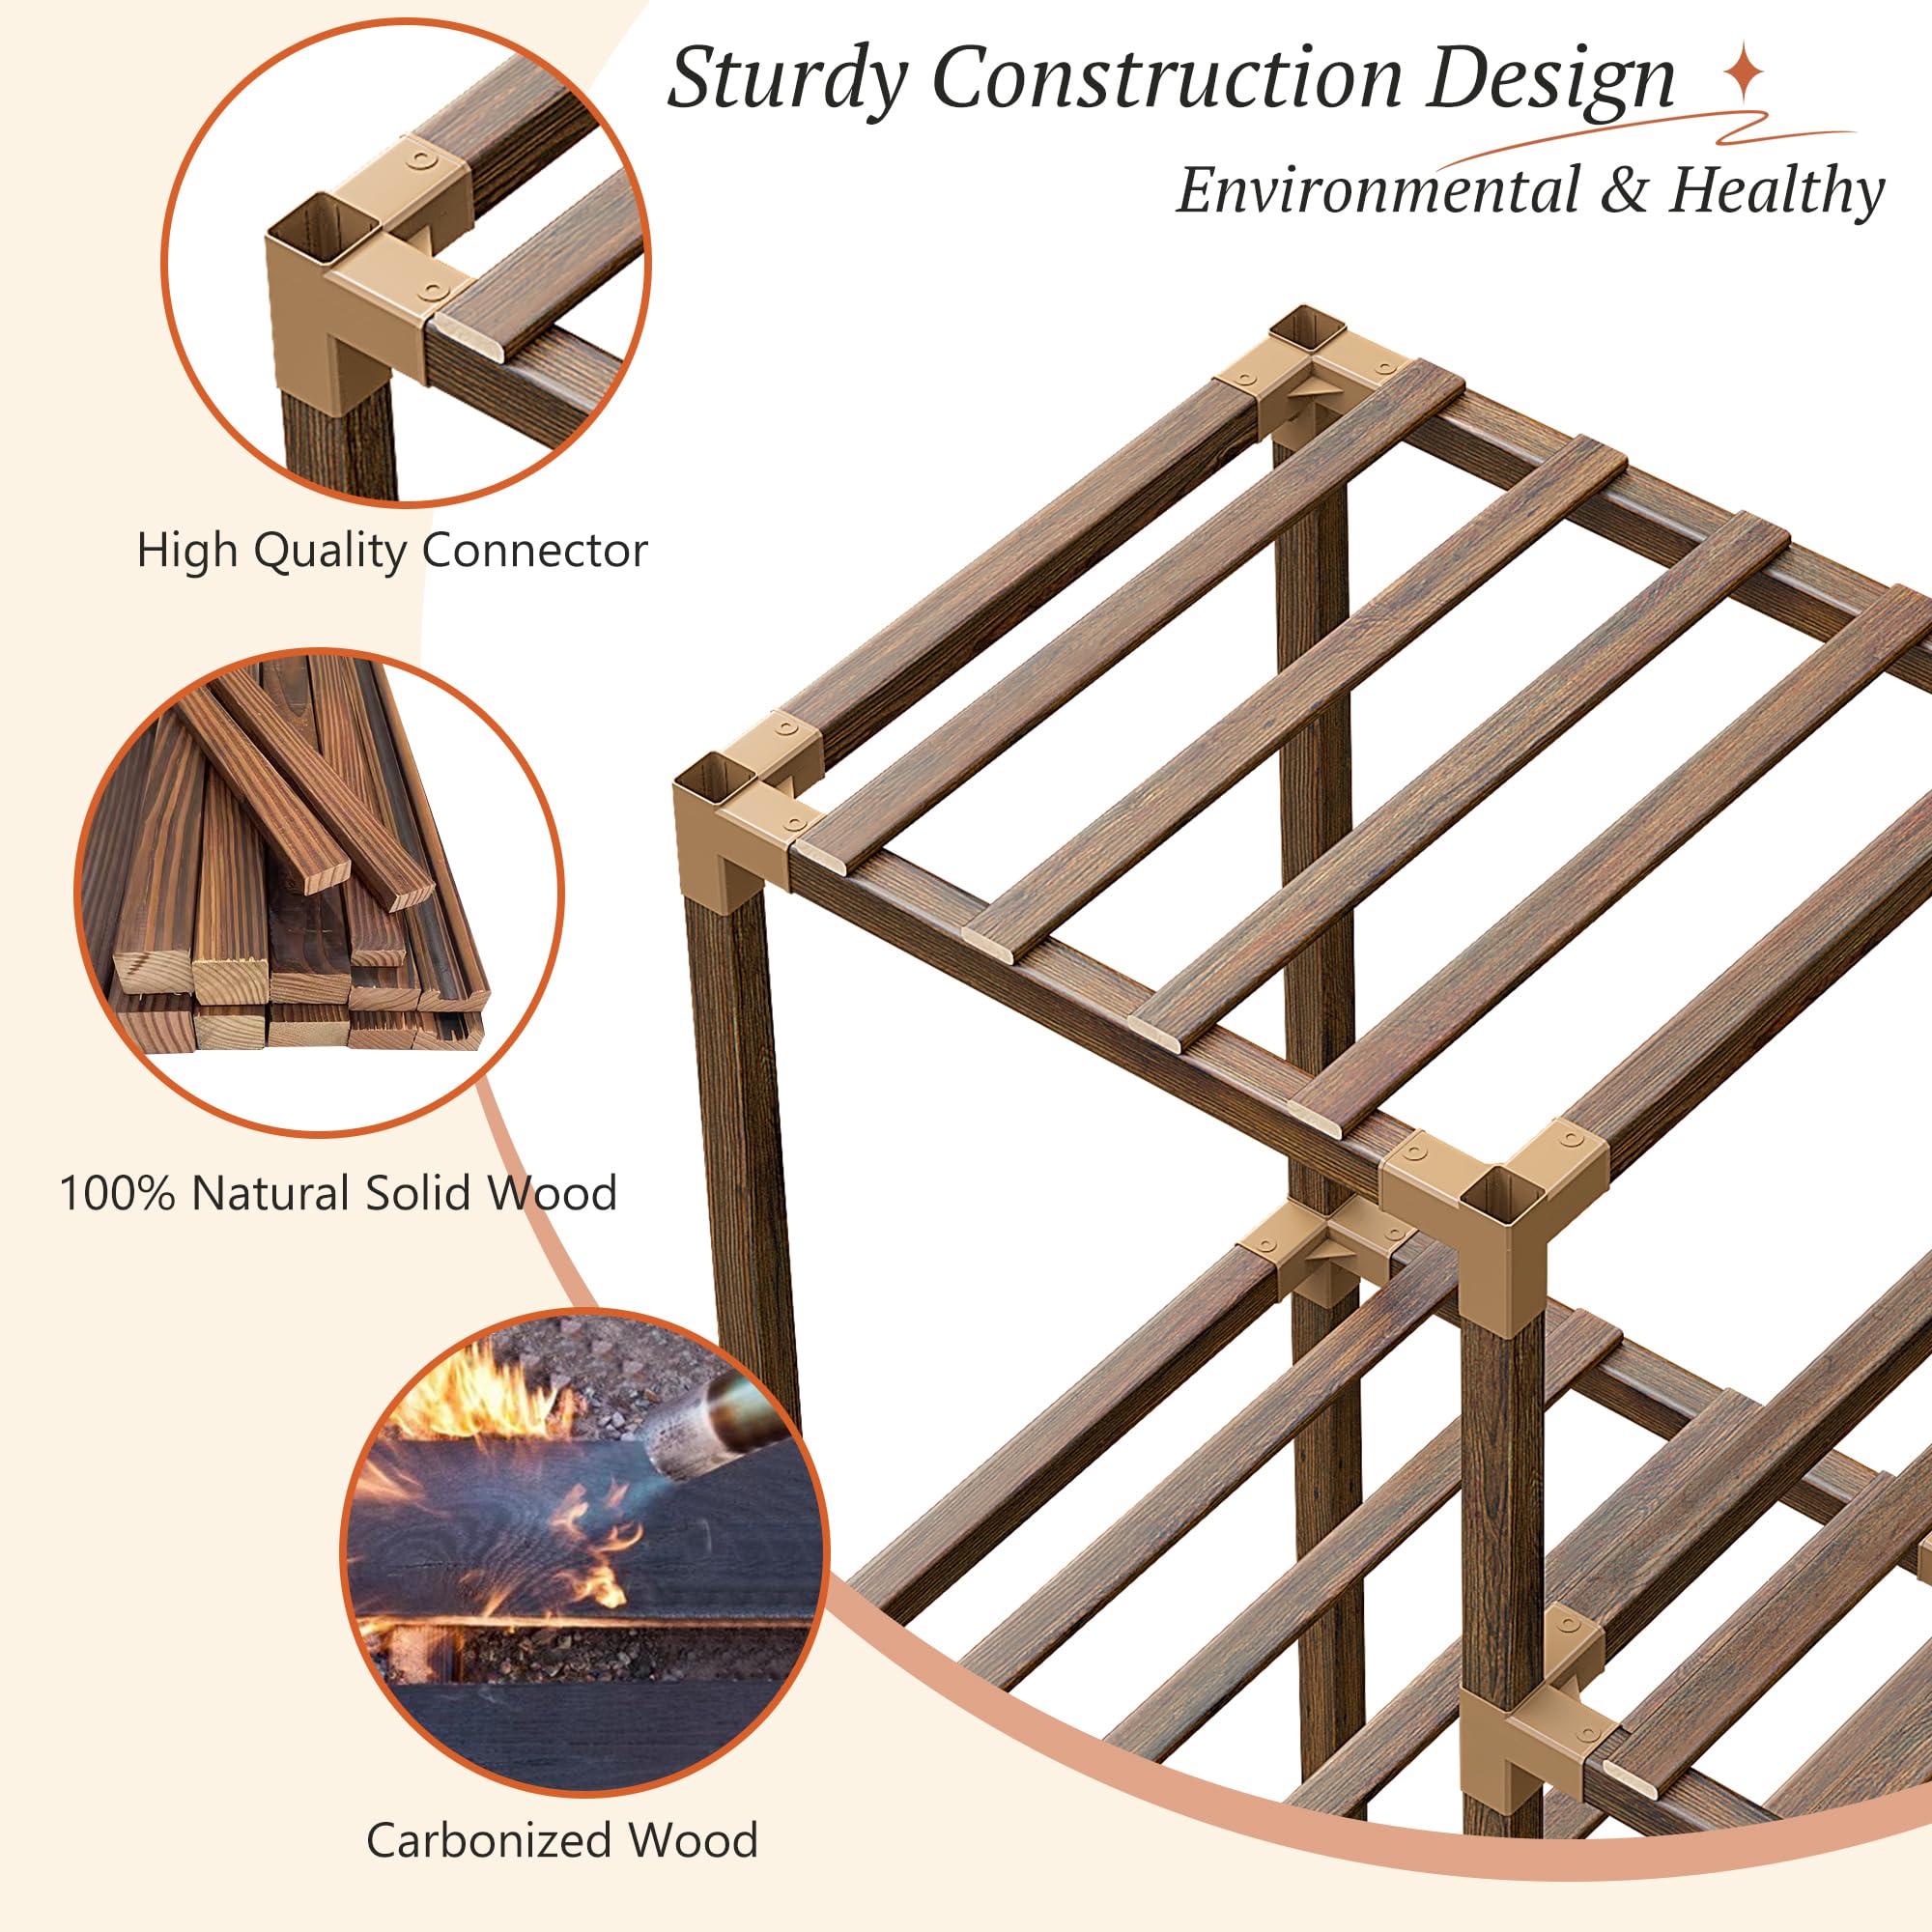 Sturdy Construction Design
Environmental & Healthy
High Quality Connector
100% Natural Solid Wood
Carbonized Wood